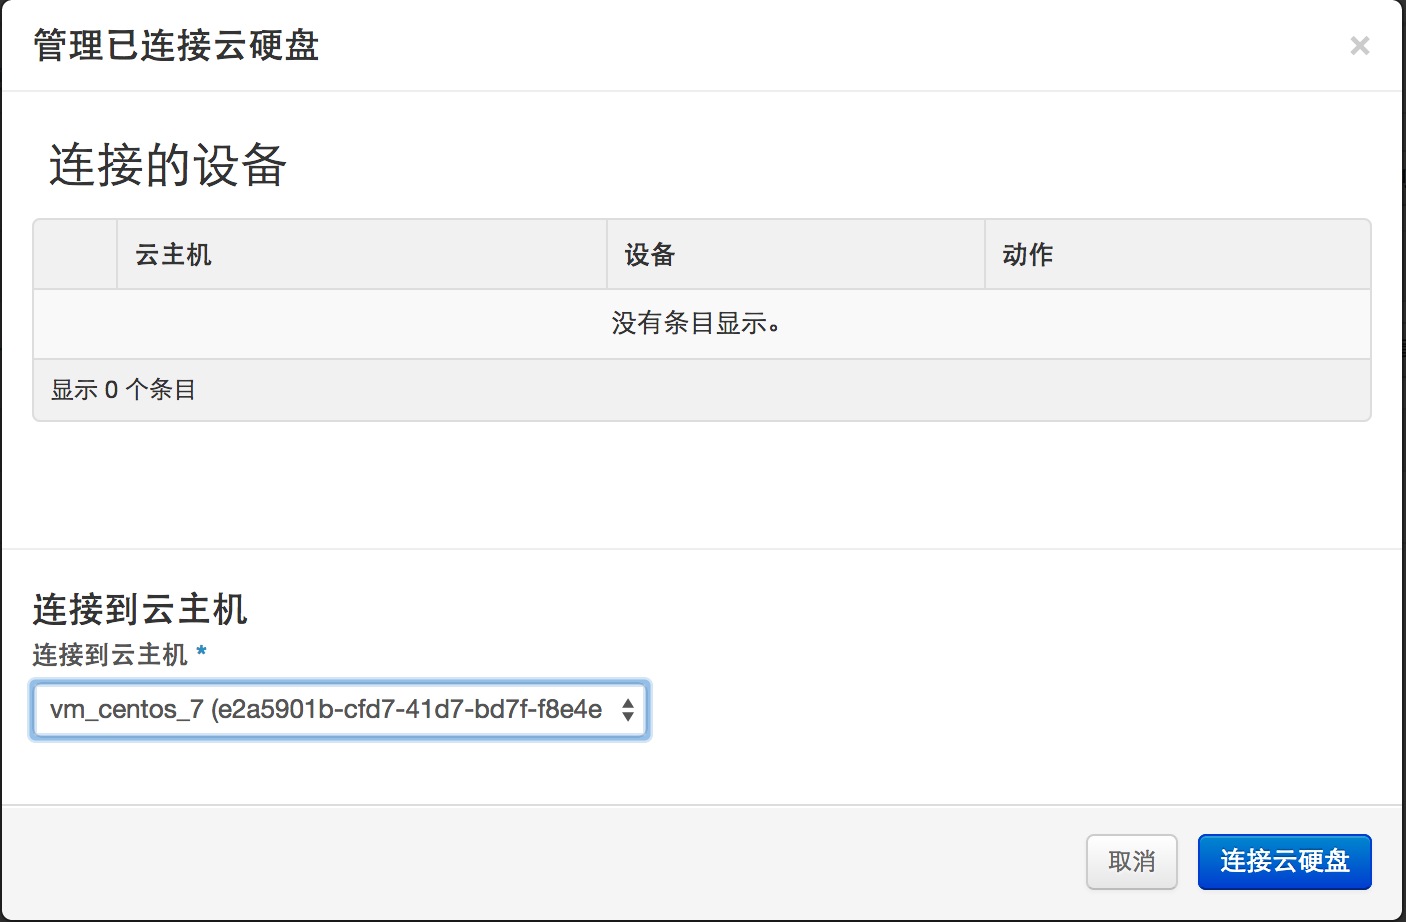 管理已连接云硬盘
×
连接的设备
云主机 设备 动作
没有条目显示。
显示 0 个条目
连接到云主机
连接到云主机 *
vm_centos_7 (e2a5901b-cfd7-41d7-bd7f-f8e4e
取消 连接云硬盘